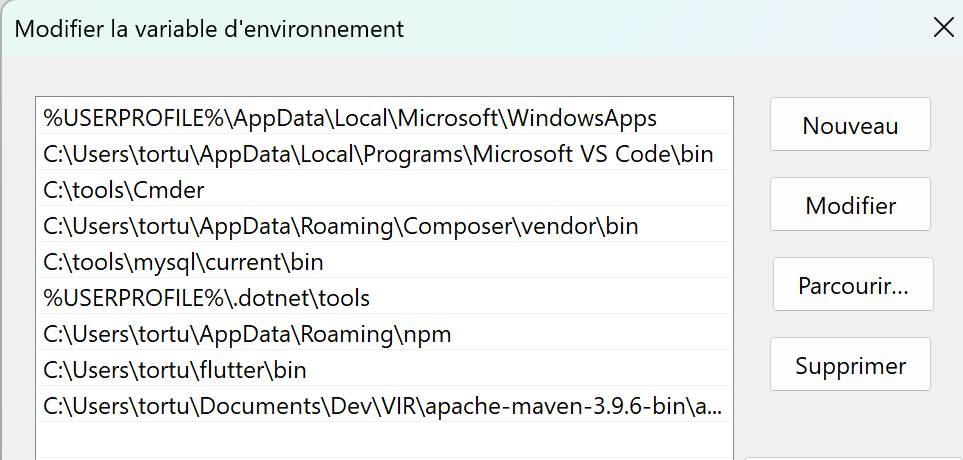 Modifier la variable d'environnement
%USERPROFILE%\AppData\Local\Microsoft\WindowsApps
C:\Users\tortu\AppData\Local\Programs\Microsoft VS Code\bin
C:\tools\Cmder
C:\Users\tortu\AppData\Roaming\Composer\vendor\bin
C:\tools\mysql\current\bin
%USERPROFILE%\.dotnet\tools
C:\Users\tortu\AppData\Roaming\npm
C:\Users\tortu\flutter\bin
C:\Users\tortu\Documents\Dev\VIR\apache-maven-3.9.6-bin\a...
Nouveau
Modifier
Parcourir...
Supprimer